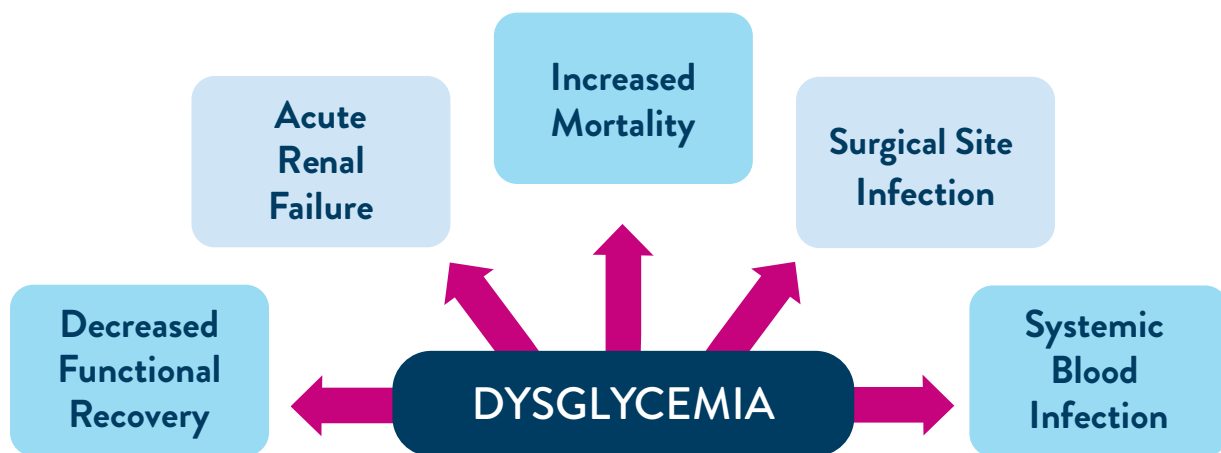 Increased
Mortality
Acute
Renal
Failure
Surgical Site
Infection
Decreased
Functional
Recovery
Systemic
Blood
Infection
DYSGLYCEMIA